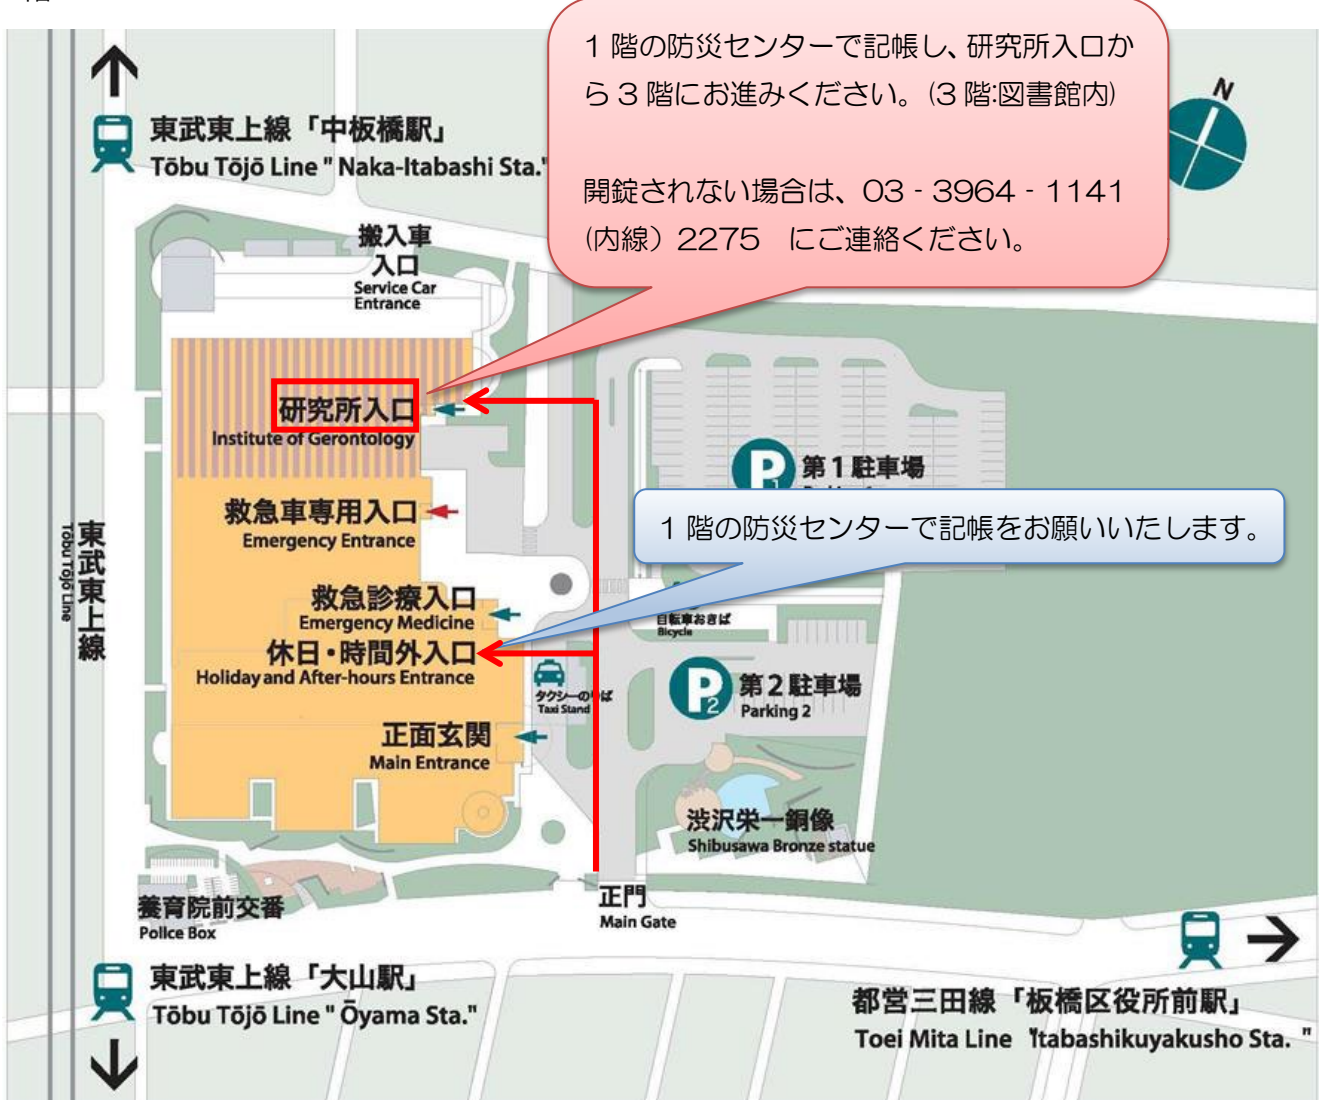 1 階の防災センターで記帳し、研究所入口か
ら 3 階にお進みください。(3 階:図書館内)
開錠されない場合は、03 - 3964 - 1141
(内線）2275　にご連絡ください。
N
東武東上線「中板橋駅」
Tōbu Tōjō Line " Naka-Itabashi Sta."
搬入車
入口
Service Car
Entrance
研究所入口
Institute of Gerontology
第1駐車場
救急車専用入口
Emergency Entrance
1 階の防災センターで記帳をお願いいたします。
東武東上線
Tōbu Tōjō Line
救急診療入口
Emergency Medicine
自転車おきば
Bicycle
休日・時間外入口
Holiday and After-hours Entrance
タクシーのりば
Taxi Stand
P2
第2駐車場
Parking 2
正面玄関
Main Entrance
渋沢栄一銅像
Shibusawa Bronze statue
養育院前交番
Police Box
正門
Main Gate
東武東上線「大山駅」
Tōbu Tōjō Line " Ōyama Sta."
都営三田線「板橋区役所前駅」
Toei Mita Line "Itabashikuyakusho Sta. "